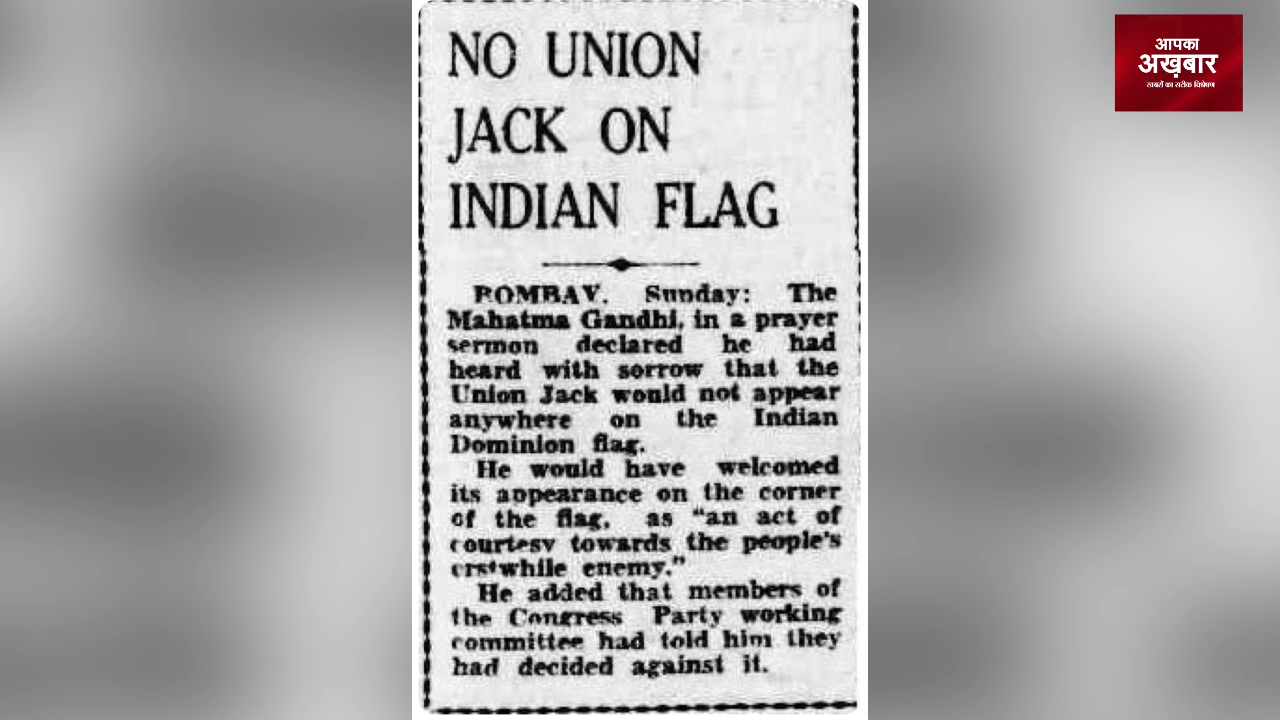 NO UNION
JACK ON
INDIAN FLAG
BOMBAY, Sunday: The
Mahatma Gandhi, in a prayer
sermon declared he had
heard with sorrow that the
Union Jack would not appear
anywhere on the Indian
Dominion flag.
He would have welcomed
its appearance on the corner
of the flag, as "an act of
courtesy towards the people's
erstwhile enemy."
He added that members of
the Congress Party working
committee had told him they
had decided against it.
आपका
अख़बार
खबरों का सटीक विश्लेषण